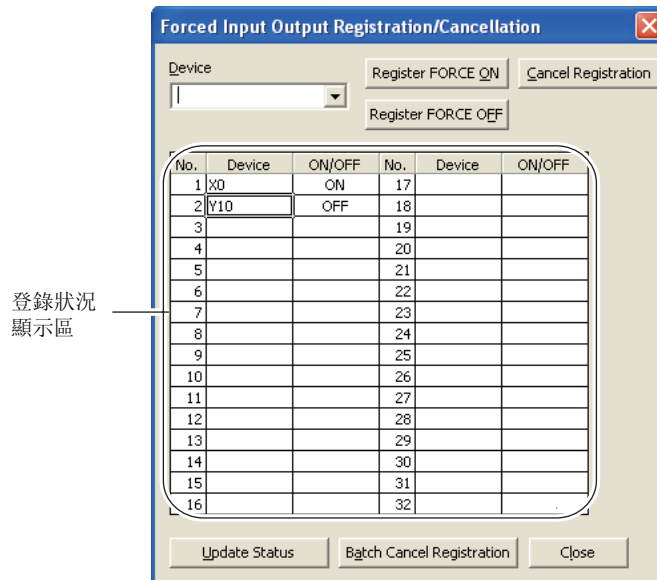 Forced Input Output Registration/Cancellation
Device
Register FORCE ON
Cancel Registration
Register FORCE OFF
No. Device ON/OFF No. Device ON/OFF
1 X0 ON 17
2 Y10 OFF 18
3 19
4 20
5 21
6 22
7 23
8 24
9 25
10 26
11 27
12 28
13 29
14 30
15 31
16 32
登錄狀況
顯示區
Update Status
Batch Cancel Registration
Close